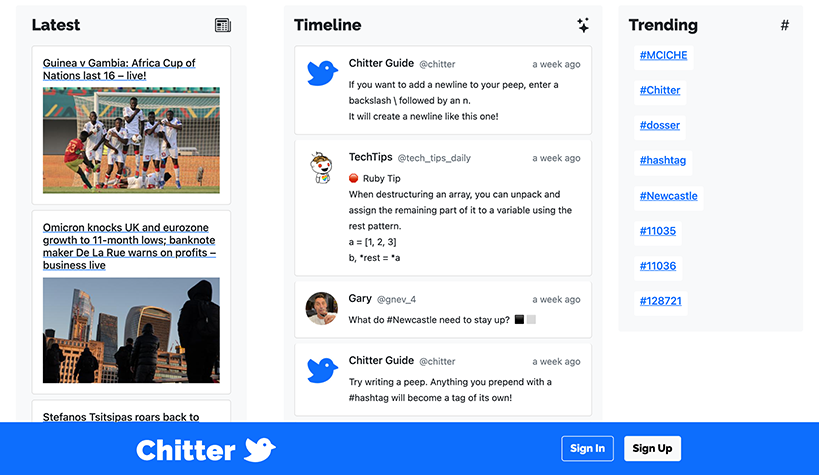 Latest
Guinea v Gambia: Africa Cup of
Nations last 16 – live!
Omicron knocks UK and eurozone
growth to 11-month lows; banknote
maker De La Rue warns on profits –
business live
Stefanos Tsitsipas roars back to
Timeline
Chitter Guide @chitter a week ago
If you want to add a newline to your peep, enter a
backslash \ followed by an n.
It will create a newline like this one!
TechTips @tech_tips_daily a week ago
🔴 Ruby Tip
When destructuring an array, you can unpack and
assign the remaining part of it to a variable using the
rest pattern.
a = [1, 2, 3]
b, *rest = *a
Gary @gnev_4 a week ago
What do #Newcastle need to stay up? ⬛⬜
Chitter Guide @chitter a week ago
Try writing a peep. Anything you prepend with a
#hashtag will become a tag of its own!
Trending #
#MCICHE
#Chitter
#dosser
#hashtag
#Newcastle
#11035
#11036
#128721
Chitter
Sign In
Sign Up